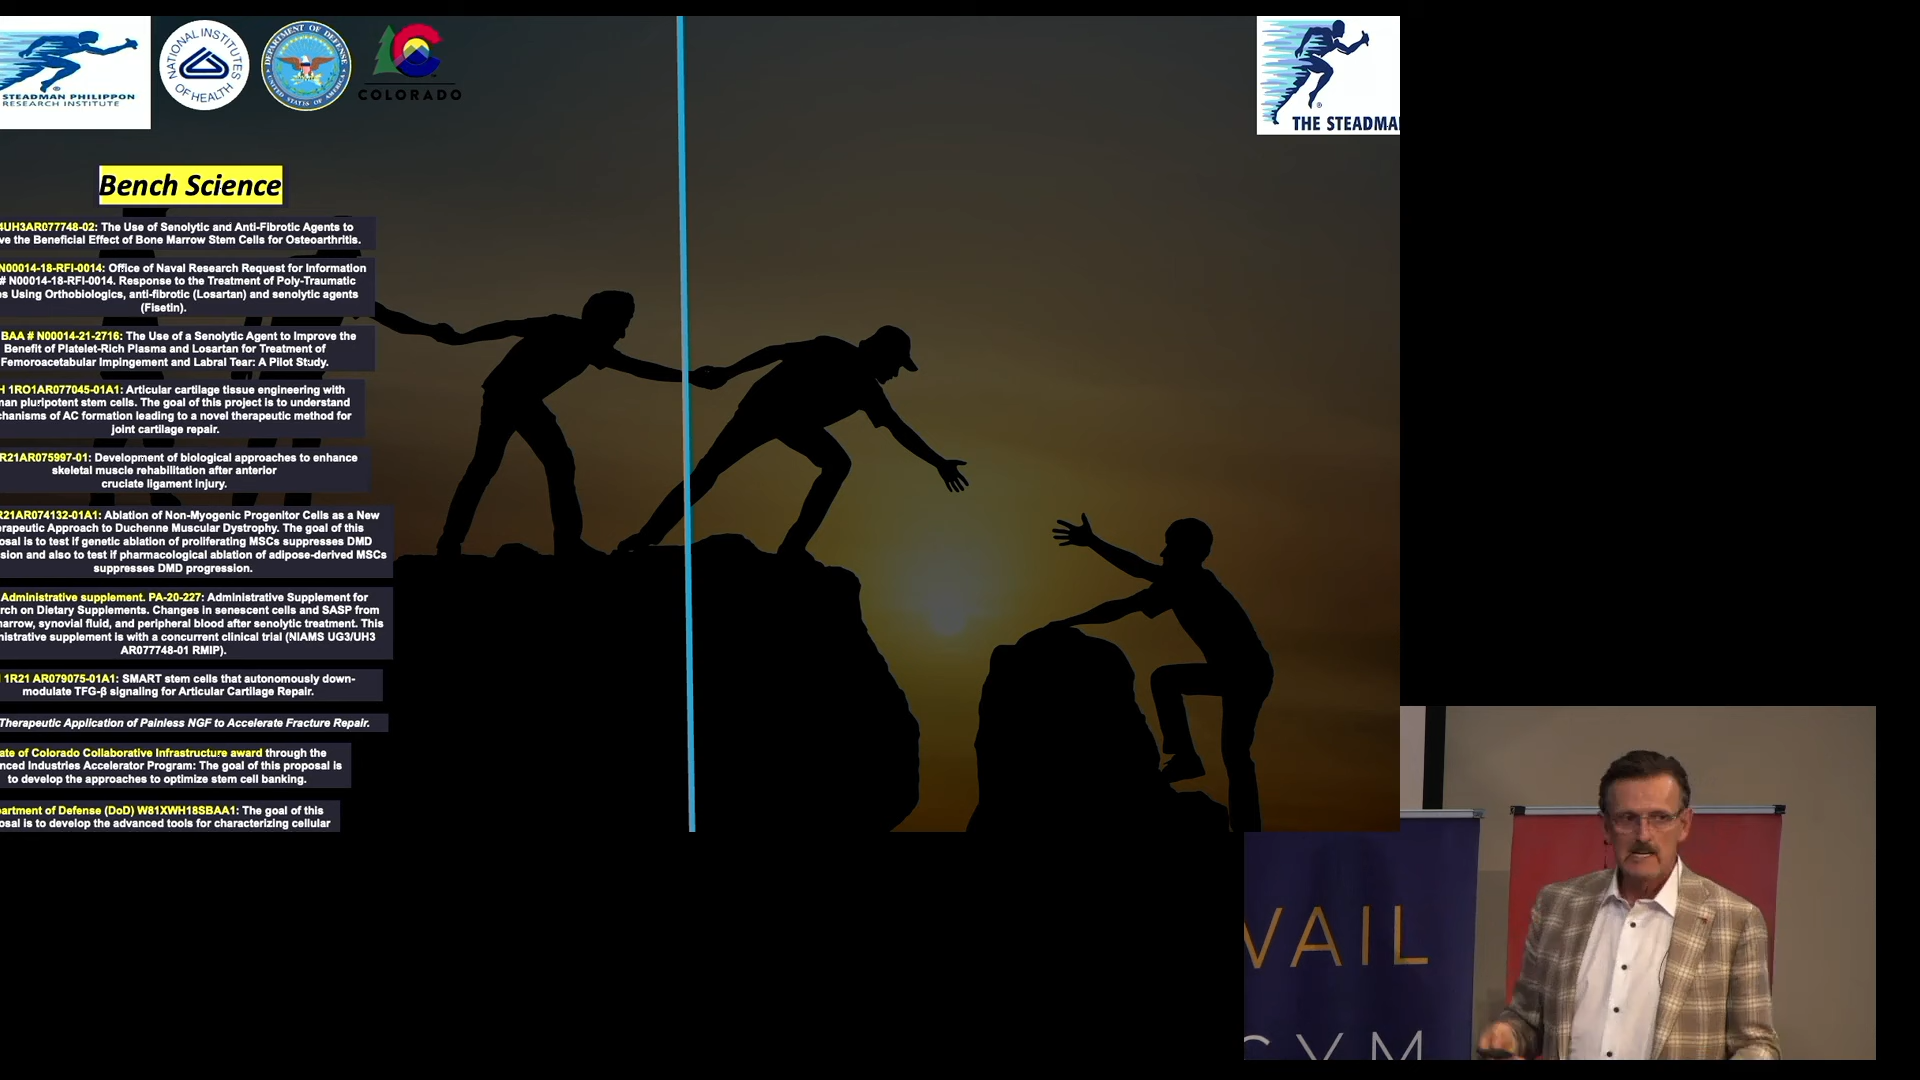 STEADMAN PHILIPPON
RESEARCH INSTITUTE
NATIONAL INSTITUTES
OF HEALTH
DEPARTMENT OF DEFENSE
UNITED STATES OF AMERICA
COLORADO
THE STEADMA
Bench Science
4UH3AR077748-02: The Use of Senolytic and Anti-Fibrotic Agents to
ve the Beneficial Effect of Bone Marrow Stem Cells for Osteoarthritis.
N00014-18-RFI-0014: Office of Naval Research Request for Information
# N00014-18-RFI-0014. Response to the Treatment of Poly-Traumatic
es Using Orthobiologics, anti-fibrotic (Losartan) and senolytic agents
(Fisetin).
BAA # N00014-21-2716: The Use of a Senolytic Agent to Improve the
Benefit of Platelet-Rich Plasma and Losartan for Treatment of
Femoroacetabular Impingement and Labral Tear: A Pilot Study.
H 1RO1AR077045-01A1: Articular cartilage tissue engineering with
man pluripotent stem cells. The goal of this project is to understand
chanisms of AC formation leading to a novel therapeutic method for
joint cartilage repair.
R21AR075997-01: Development of biological approaches to enhance
skeletal muscle rehabilitation after anterior
cruciate ligament injury.
R21AR074132-01A1: Ablation of Non-Myogenic Progenitor Cells as a New
erapeutic Approach to Duchenne Muscular Dystrophy. The goal of this
osal is to test if genetic ablation of proliferating MSCs suppresses DMD
sion and also to test if pharmacological ablation of adipose-derived MSCs
suppresses DMD progression.
Administrative supplement. PA-20-227: Administrative Supplement for
rch on Dietary Supplements. Changes in senescent cells and SASP from
narrow, synovial fluid, and peripheral blood after senolytic treatment. This
nistrative supplement is with a concurrent clinical trial (NIAMS UG3/UH3
AR077748-01 RMIP).
1R21 AR079075-01A1: SMART stem cells that autonomously down-
modulate TFG-β signaling for Articular Cartilage Repair.
Therapeutic Application of Painless NGF to Accelerate Fracture Repair.
ate of Colorado Collaborative Infrastructure award through the
nced Industries Accelerator Program: The goal of this proposal is
to develop the approaches to optimize stem cell banking.
partment of Defense (DoD) W81XWH18SBAA1: The goal of this
osal is to develop the advanced tools for characterizing cellular
VAIL
GYM